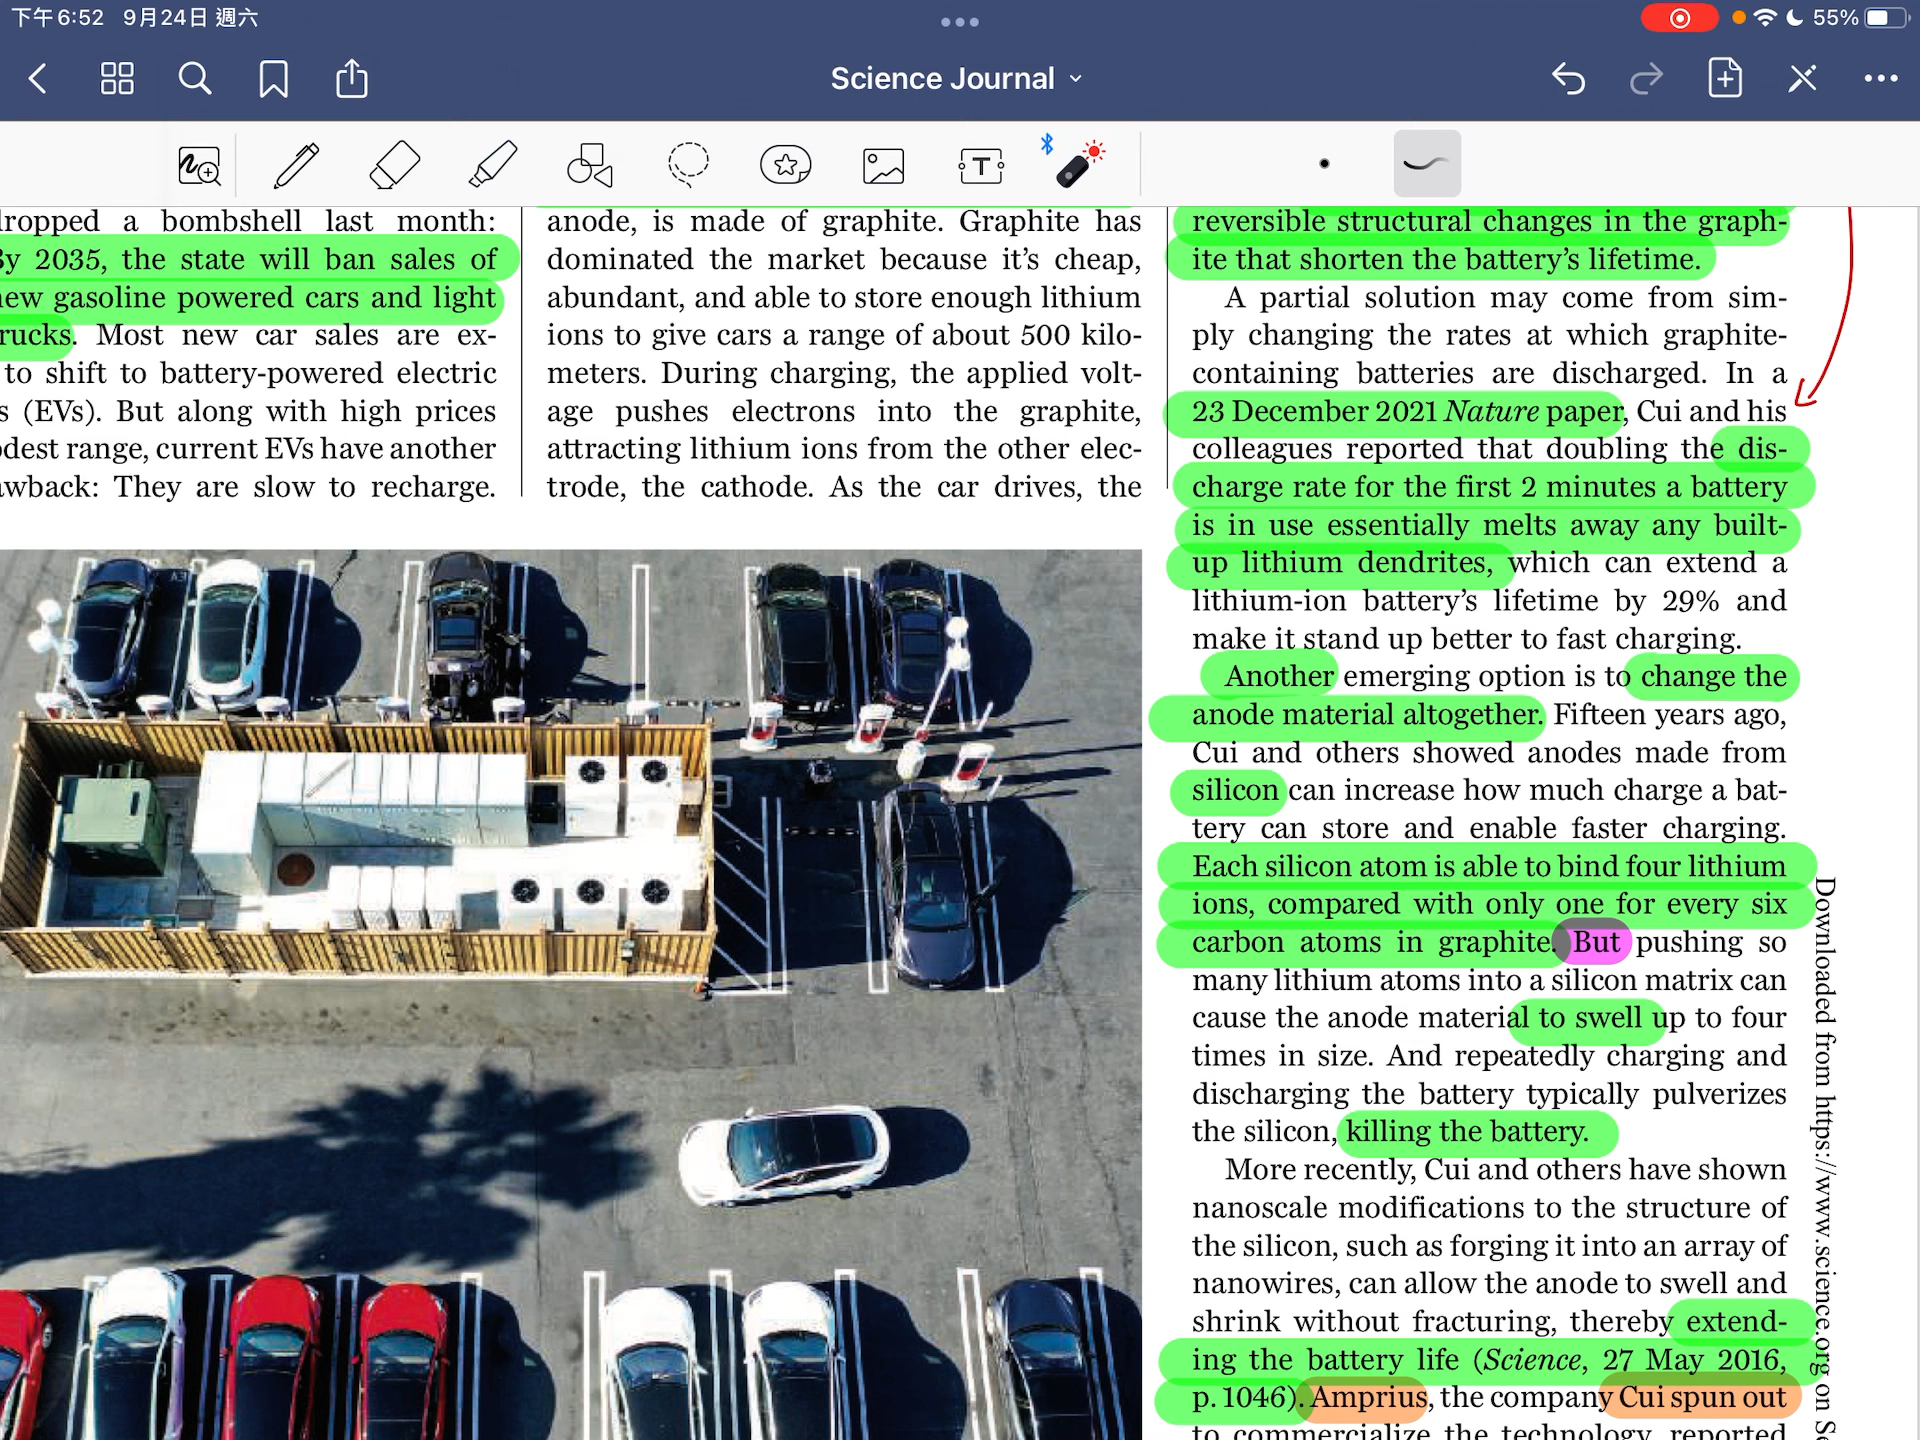 下午6:52 9月24日 週六
55%
Science Journal
T
ropped a bombshell last month:
By 2035, the state will ban sales of
new gasoline powered cars and light
rucks. Most new car sales are ex-
to shift to battery-powered electric
s (EVs). But along with high prices
odest range, current EVs have another
awback: They are slow to recharge.
anode, is made of graphite. Graphite has
dominated the market because it's cheap,
abundant, and able to store enough lithium
ions to give cars a range of about 500 kilo-
meters. During charging, the applied volt-
age pushes electrons into the graphite,
attracting lithium ions from the other elec-
trode, the cathode. As the car drives, the
reversible structural changes in the graph-
ite that shorten the battery's lifetime.
A partial solution may come from sim-
ply changing the rates at which graphite-
containing batteries are discharged. In a
23 December 2021 Nature paper, Cui and his
colleagues reported that doubling the dis-
charge rate for the first 2 minutes a battery
is in use essentially melts away any built-
up lithium dendrites, which can extend a
lithium-ion battery's lifetime by 29% and
make it stand up better to fast charging.
Another emerging option is to change the
anode material altogether. Fifteen years ago,
Cui and others showed anodes made from
silicon can increase how much charge a bat-
tery can store and enable faster charging.
Each silicon atom is able to bind four lithium
ions, compared with only one for every six
carbon atoms in graphite. But pushing so
many lithium atoms into a silicon matrix can
cause the anode material to swell up to four
times in size. And repeatedly charging and
discharging the battery typically pulverizes
the silicon, killing the battery.
More recently, Cui and others have shown
nanoscale modifications to the structure of
the silicon, such as forging it into an array of
nanowires, can allow the anode to swell and
shrink without fracturing, thereby extend-
ing the battery life (Science, 27 May 2016,
p. 1046). Amprius, the company Cui spun out
to commercialize the technology, reported
Downloaded from https://www.science.org on S